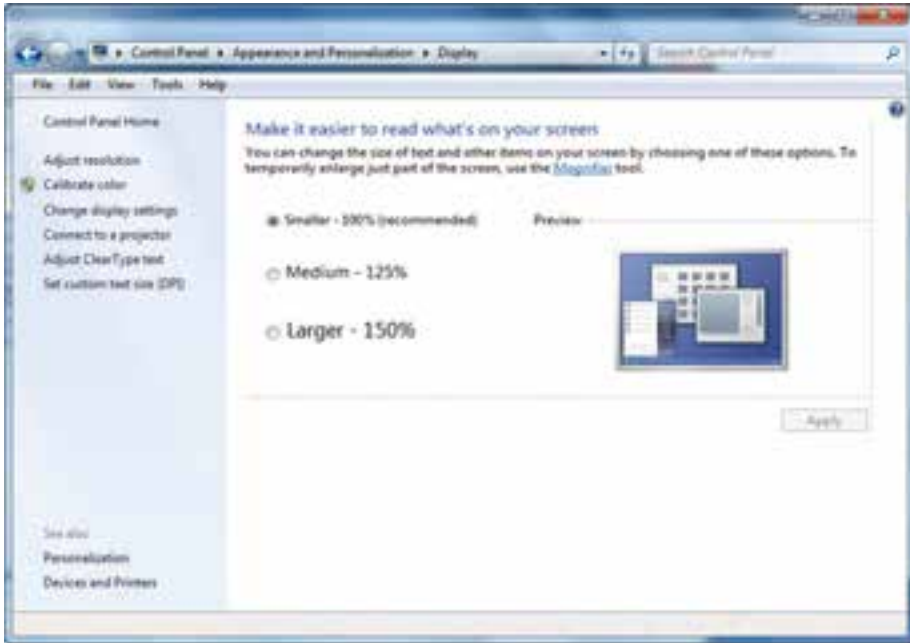 Control Panel ▸ Appearance and Personalization ▸ Display
Search Control Panel
File Edit View Tools Help
Control Panel Home
Adjust resolution
Calibrate color
Change display settings
Connect to a projector
Adjust ClearType text
Set custom text size (DPI)
See also
Personalization
Devices and Printers
Make it easier to read what's on your screen
You can change the size of text and other items on your screen by choosing one of these options. To
temporarily enlarge just part of the screen, use the Magnifier tool.
Smaller - 100% (recommended)
Preview
Medium - 125%
Larger - 150%
Apply